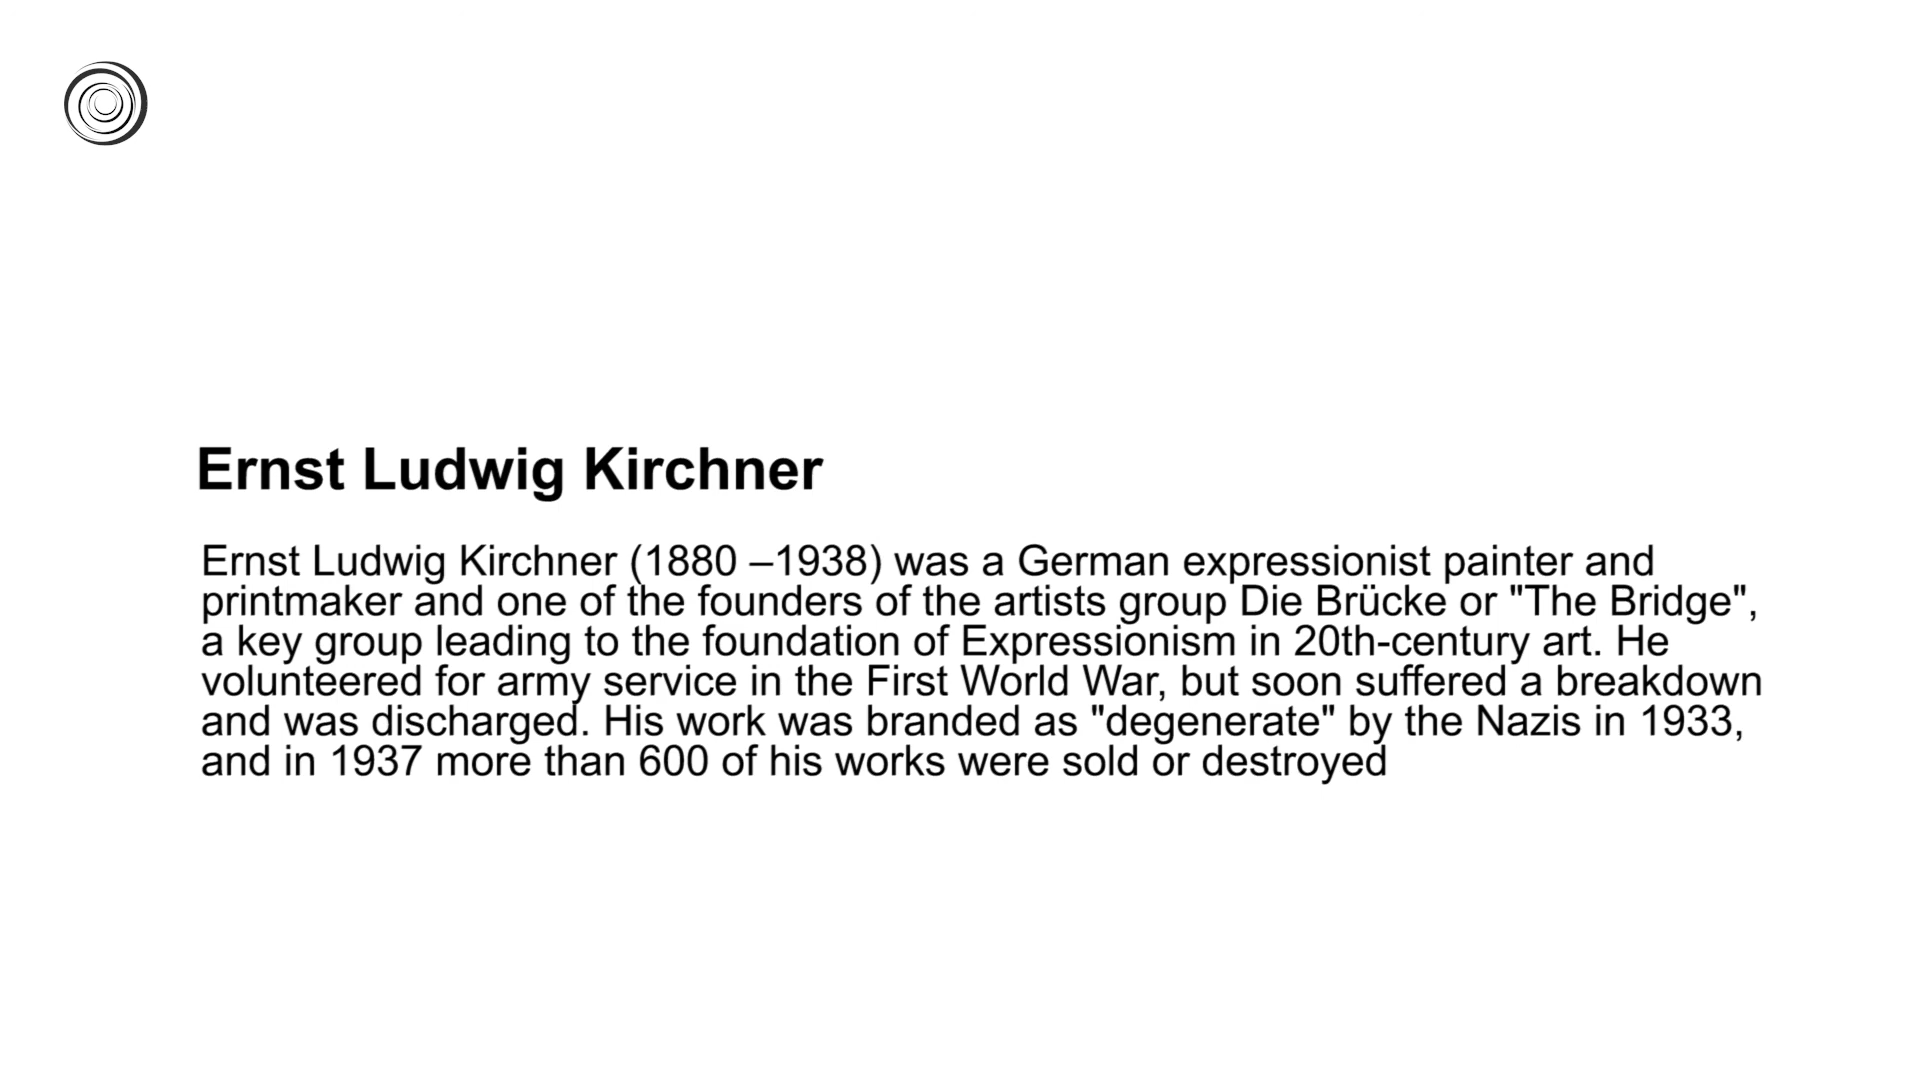 Ernst Ludwig Kirchner
Ernst Ludwig Kirchner (1880 –1938) was a German expressionist painter and
printmaker and one of the founders of the artists group Die Brücke or "The Bridge",
a key group leading to the foundation of Expressionism in 20th-century art. He
volunteered for army service in the First World War, but soon suffered a breakdown
and was discharged. His work was branded as "degenerate" by the Nazis in 1933,
and in 1937 more than 600 of his works were sold or destroyed